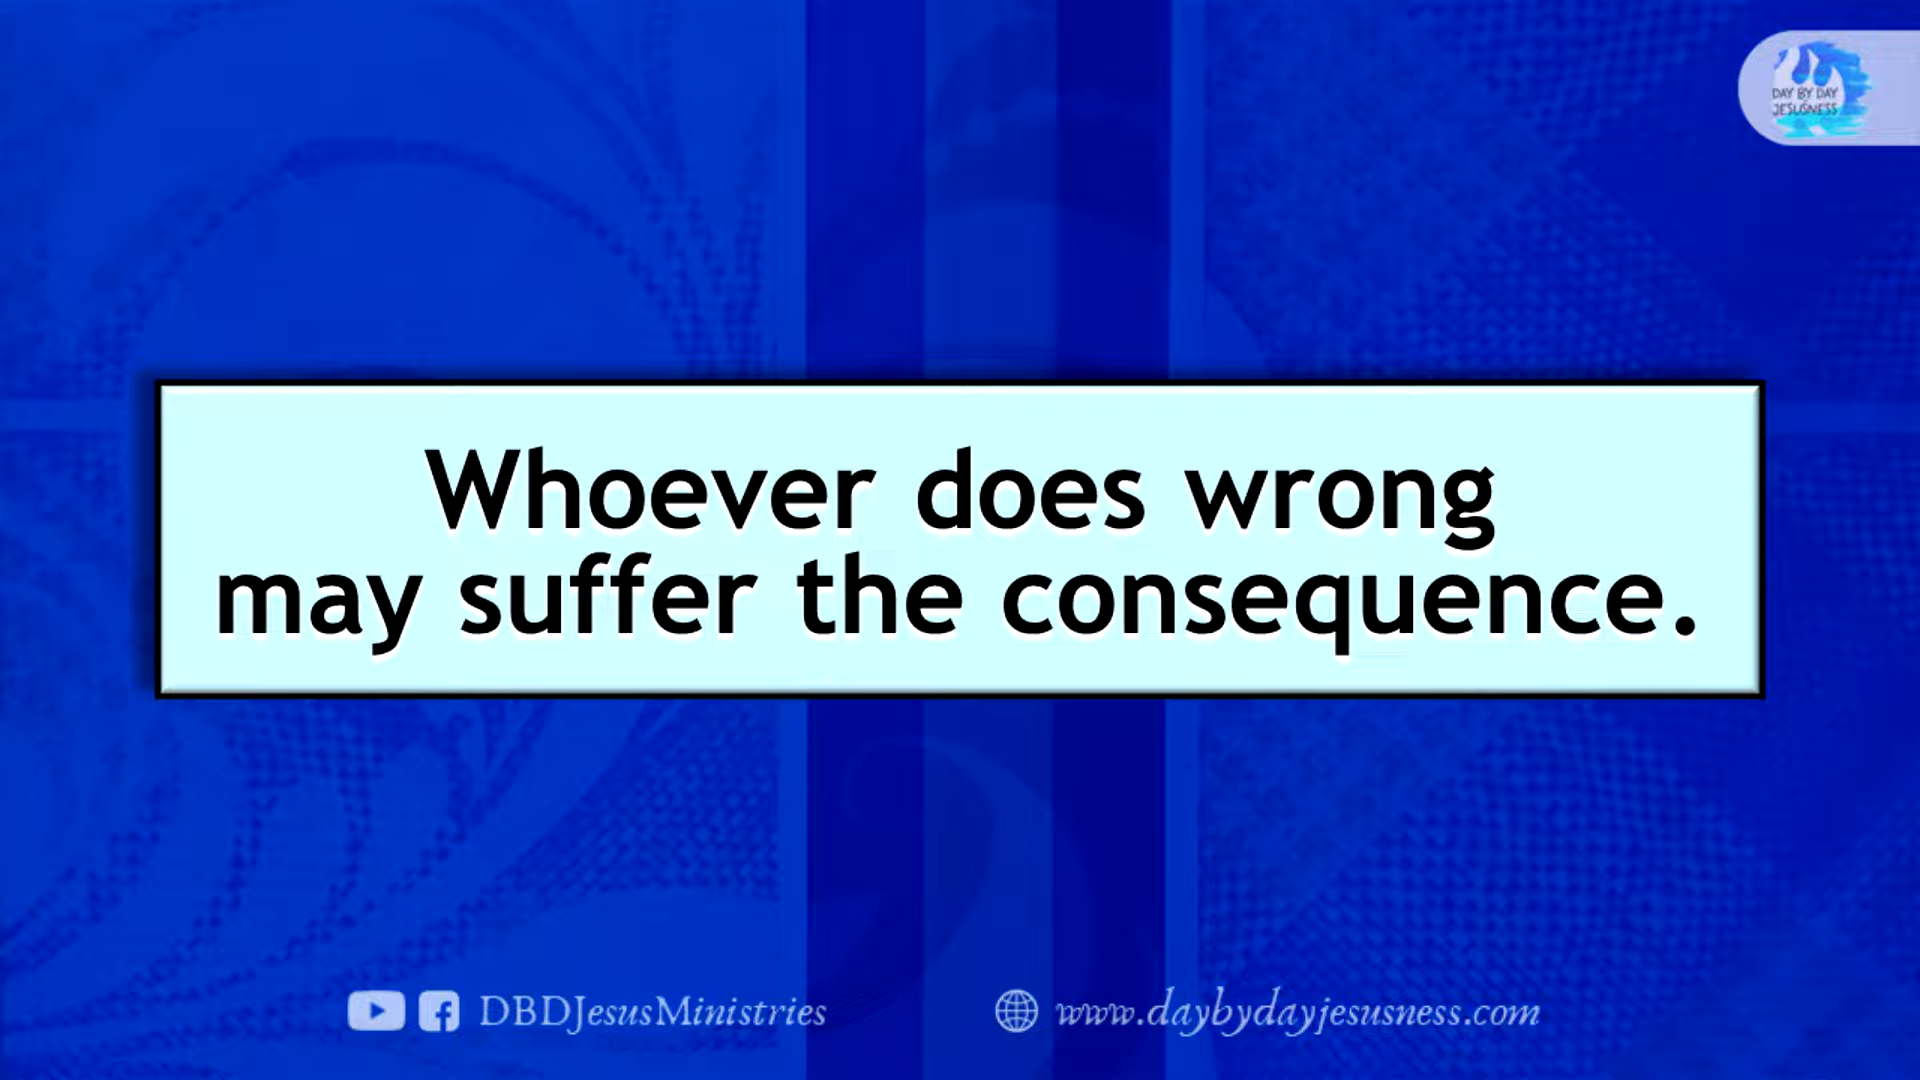 DAY BY DAY
JESUSNESS
Whoever does wrong
may suffer the consequence.
DBDJesusMinistries
www.daybydayjesusness.com